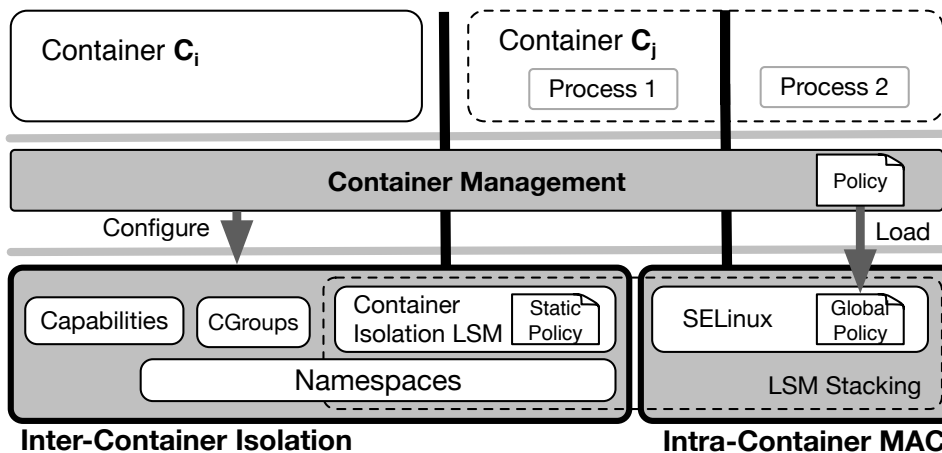 Container Ci
Container Cj
Process 1
Process 2
Container Management
Policy
Configure
Load
Capabilities
CGroups
Container
Isolation LSM
Static
Policy
SELinux
Global
Policy
Namespaces
LSM Stacking
Inter-Container Isolation
Intra-Container MAC